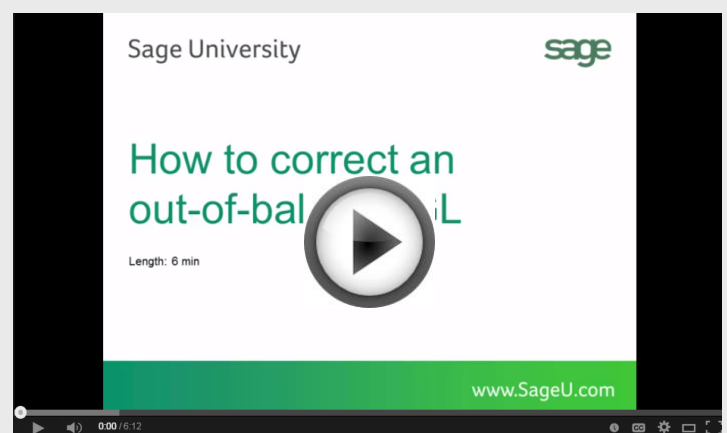 Sage University
sage
How to correct an
out-of-bal L
Length: 6 min
www.SageU.com
0:00 / 6:12
CC